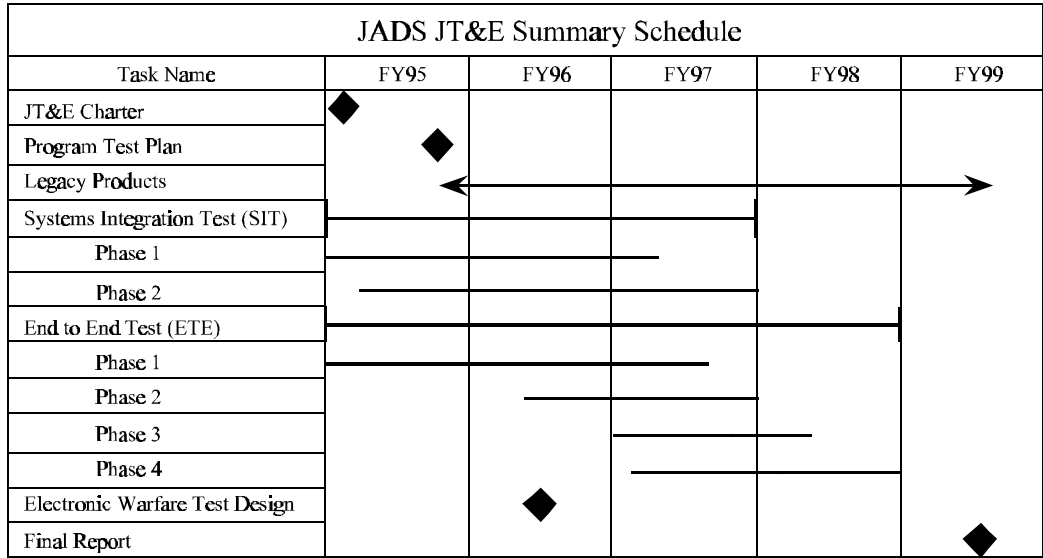 JADS JT&E Summary Schedule
Task Name FY95 FY96 FY97 FY98 FY99
JT&E Charter
Program Test Plan
Legacy Products
Systems Integration Test (SIT)
Phase 1
Phase 2
End to End Test (ETE)
Phase 1
Phase 2
Phase 3
Phase 4
Electronic Warfare Test Design
Final Report